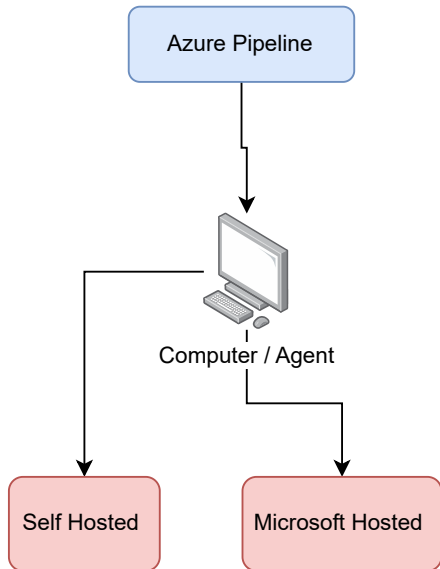 Azure Pipeline
Computer / Agent
Self Hosted
Microsoft Hosted